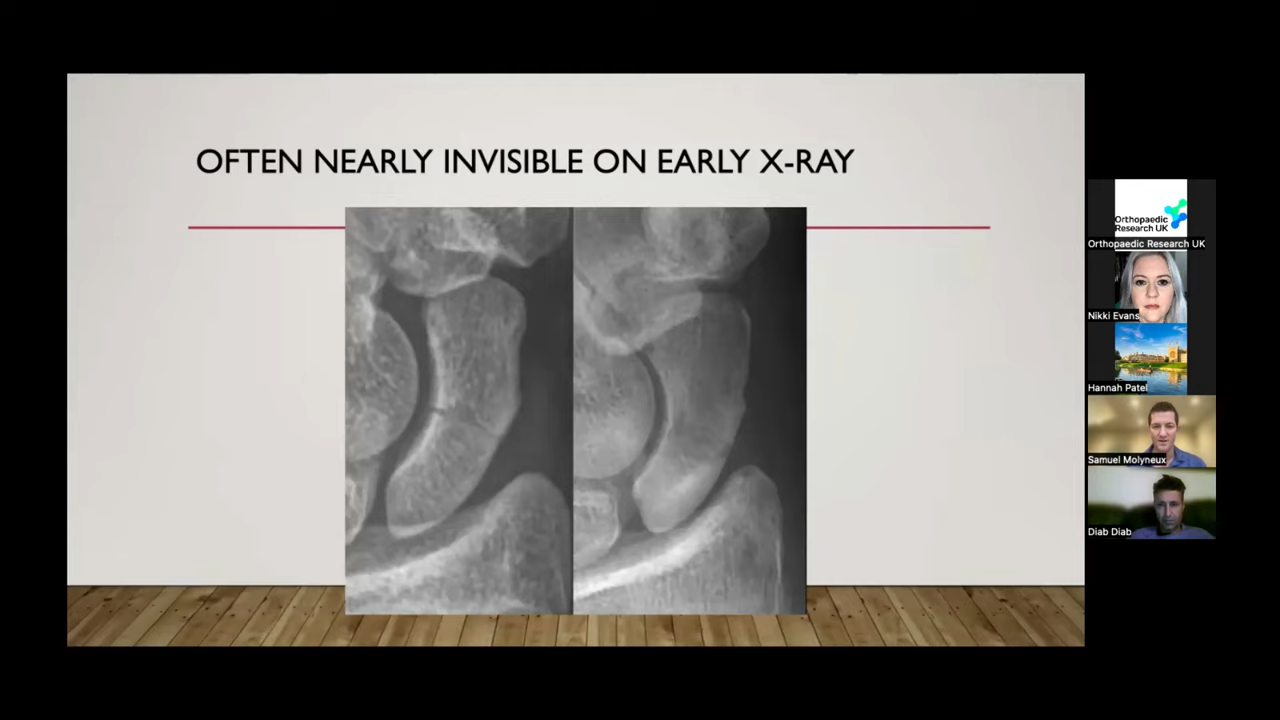 OFTEN NEARLY INVISIBLE ON EARLY X-RAY
Orthopaedic
Research UK
Orthopaedic Research UK
Nikki Evans
Hannah Patel
Samuel Molyneux
Diab Diab